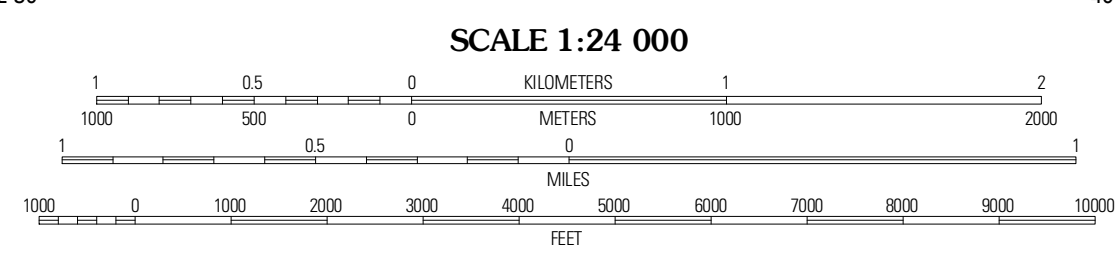 SCALE 1:24 000
1 0.5 0 KILOMETERS 1 2
1000 500 0 METERS 1000 2000
1 0.5 0 1
MILES
1000 0 1000 2000 3000 4000 5000 6000 7000 8000 9000 10000
FEET